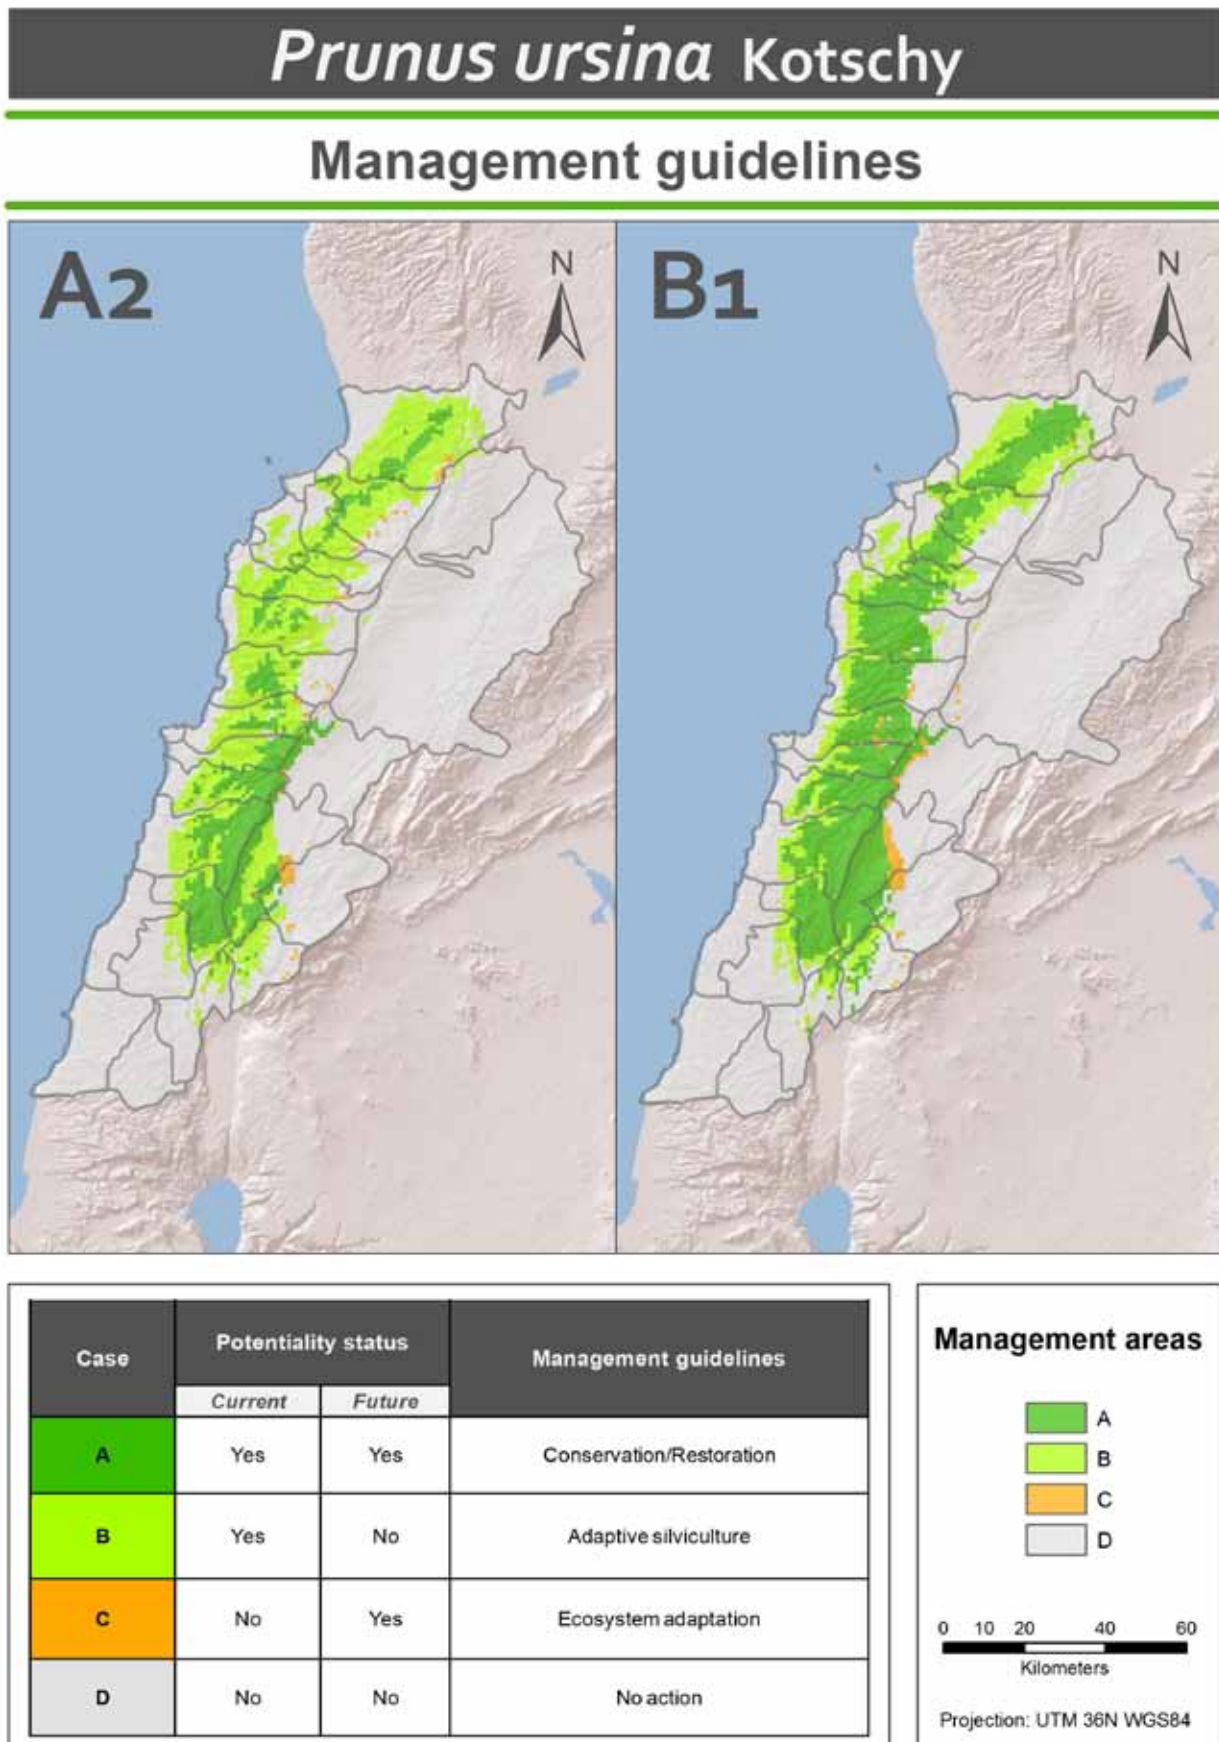 Prunus ursina Kotschy
Management guidelines
A2
N
B1
N
Case
Potentiality status
Management guidelines
Current
Future
A
Yes
Yes
Conservation/Restoration
B
Yes
No
Adaptive silviculture
C
No
Yes
Ecosystem adaptation
D
No
No
No action
Management areas
A
B
C
D
0 10 20 40 60
Kilometers
Projection: UTM 36N WGS84